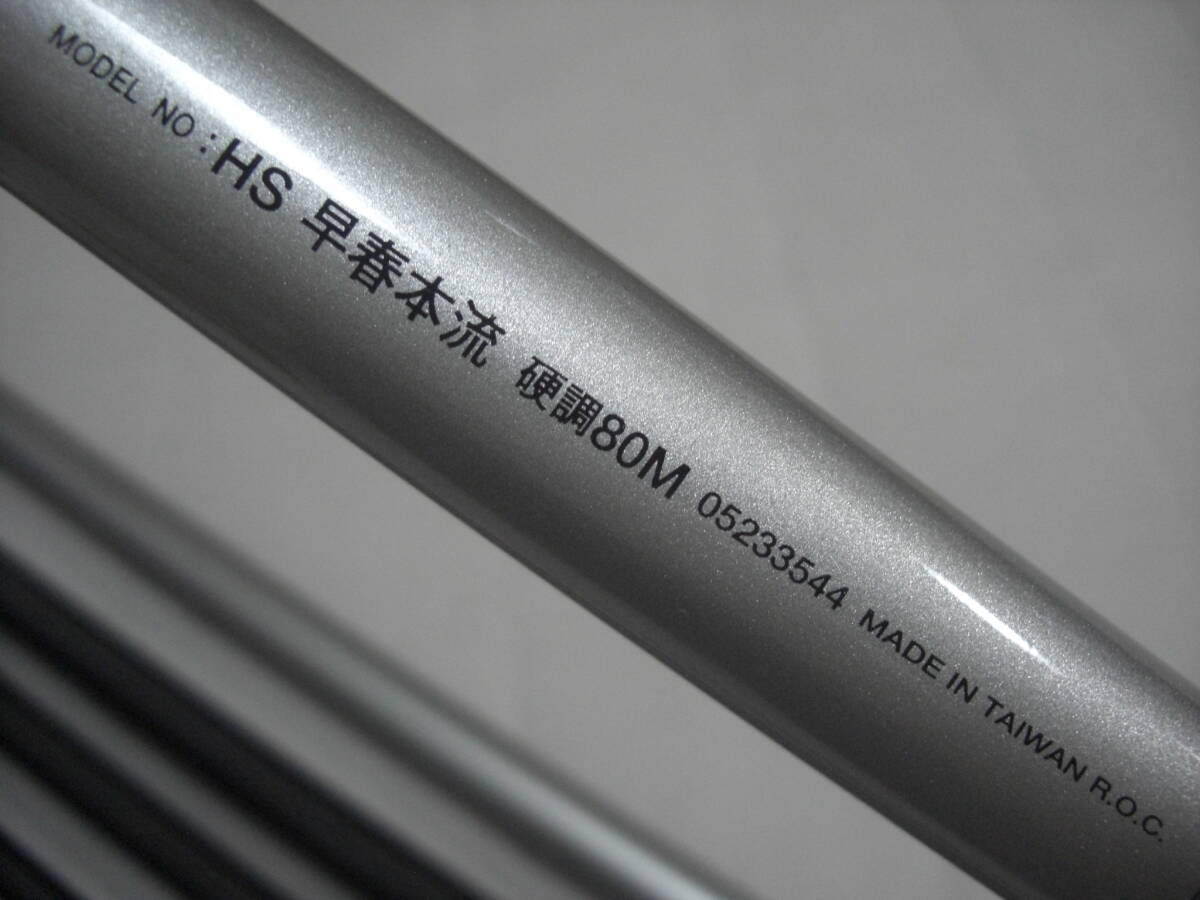 MODEL NO : HS 早春本流 硬調80M 05233544 MADE IN TAIWAN R.O.C.